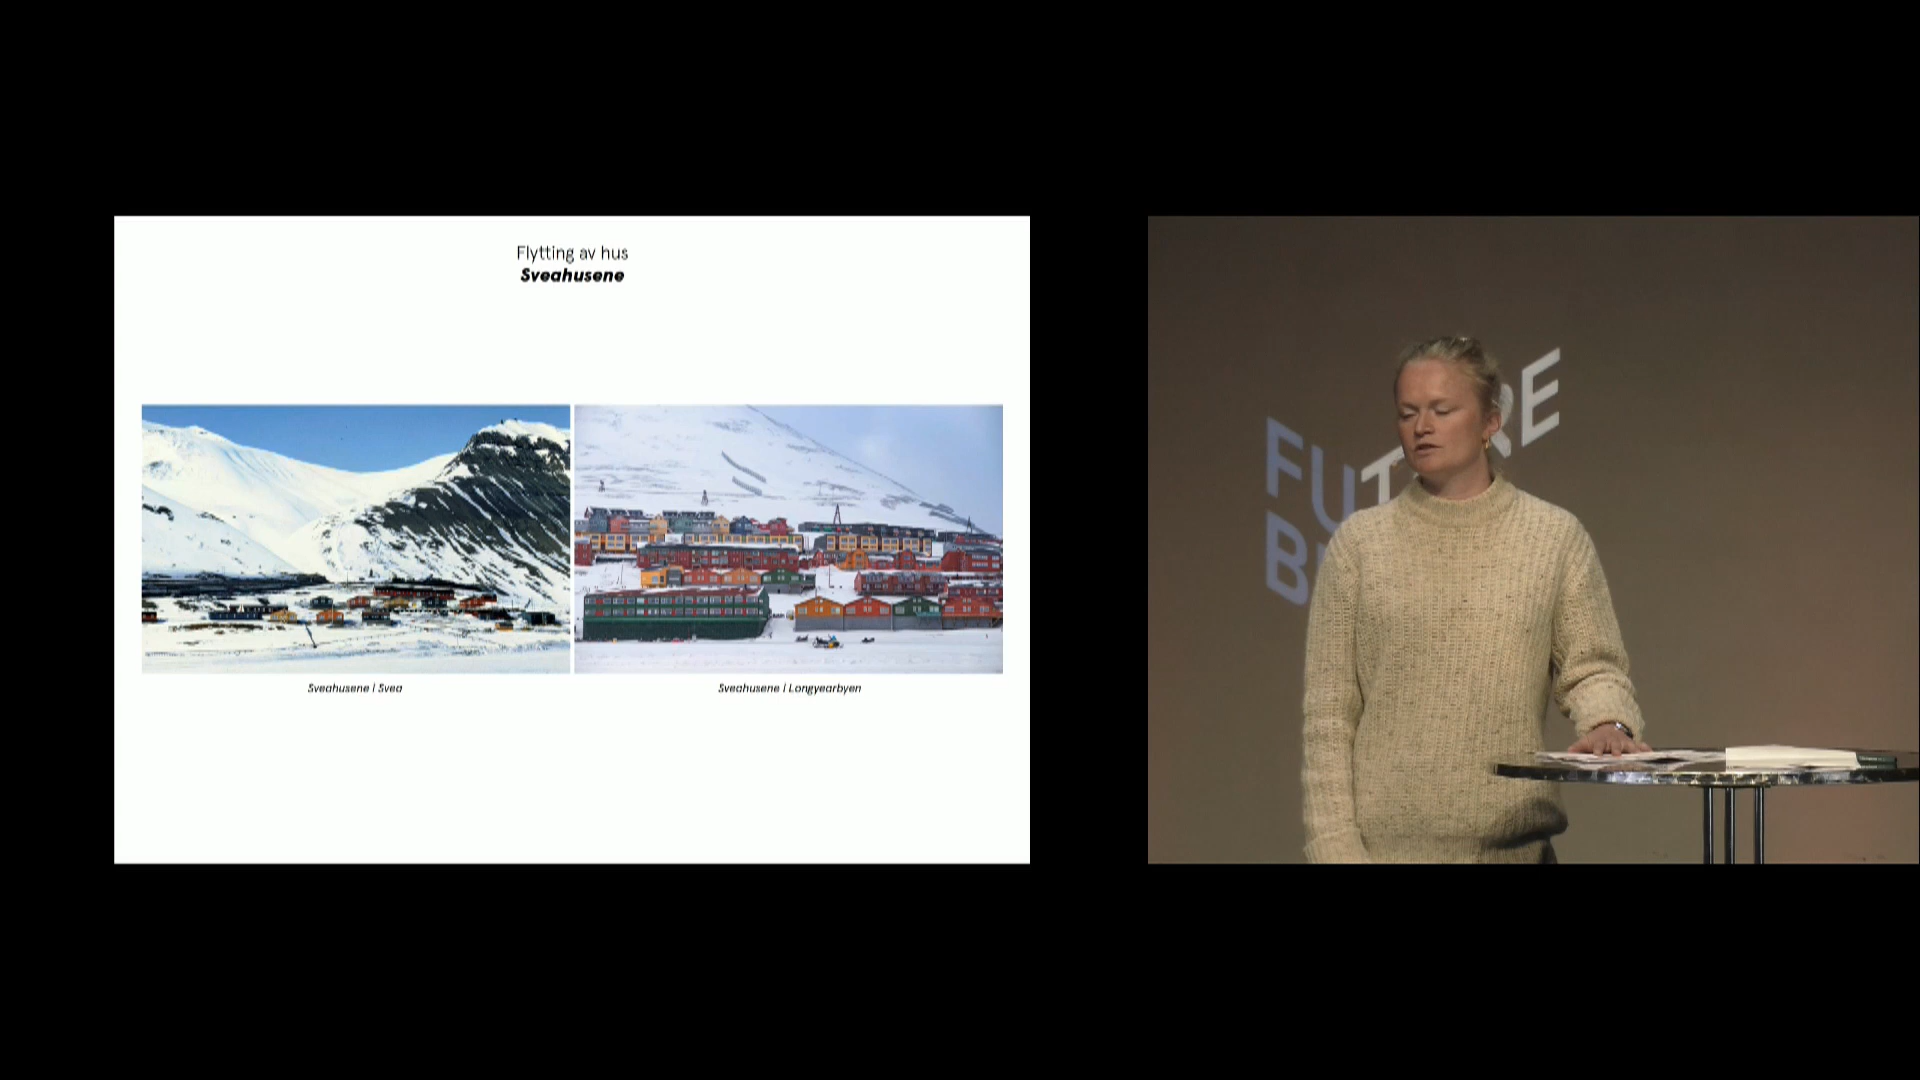 Flytting av hus
Sveahusene
Sveahusene i Svea
Sveahusene i Longyearbyen
FUTURE